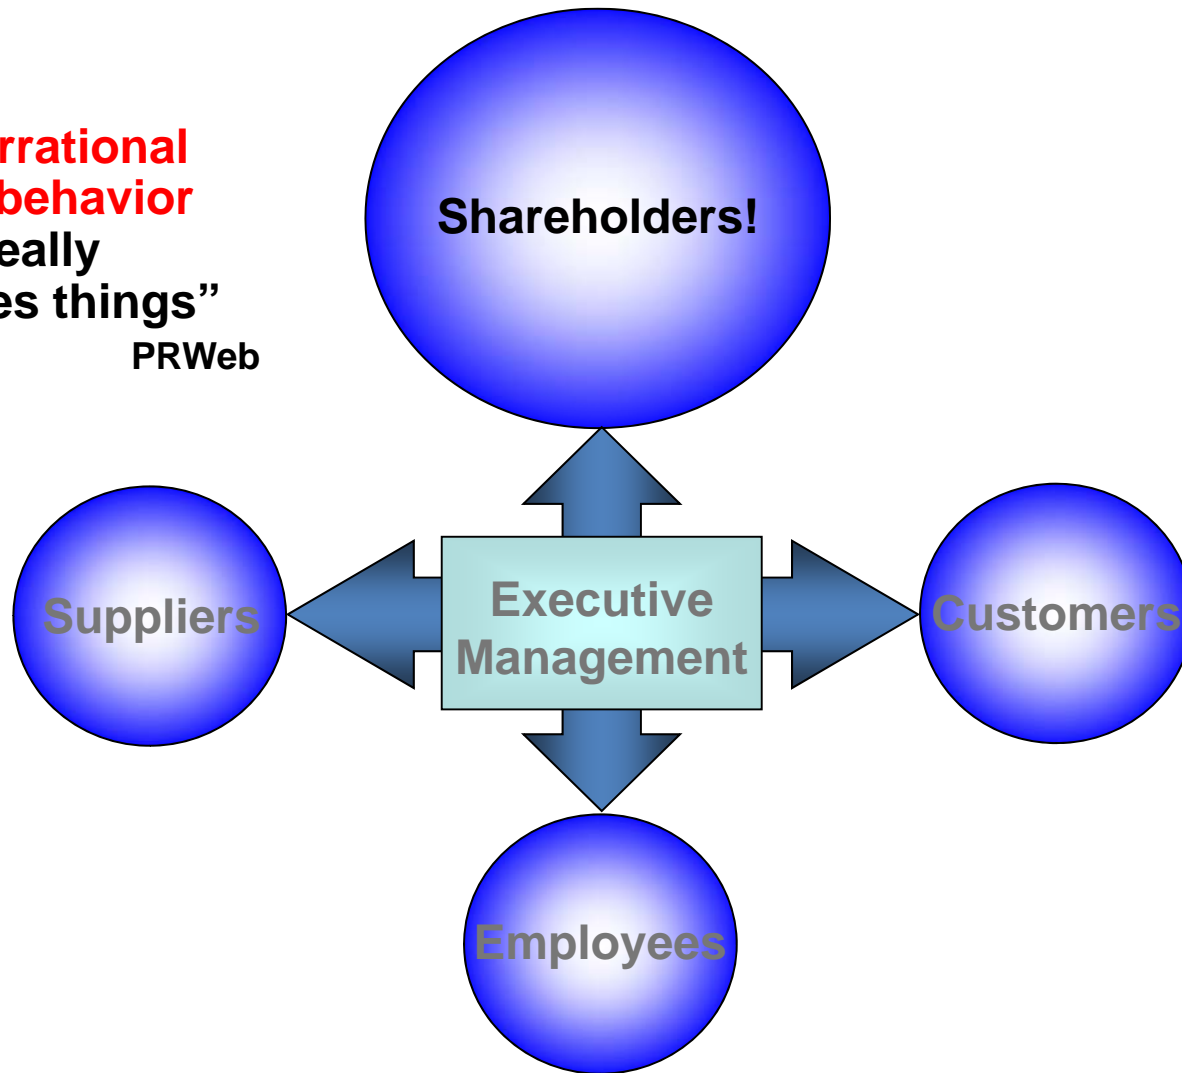 rrational
behavior
eally
es things”
PRWeb
Shareholders!
Suppliers
Executive
Management
Customers
Employees